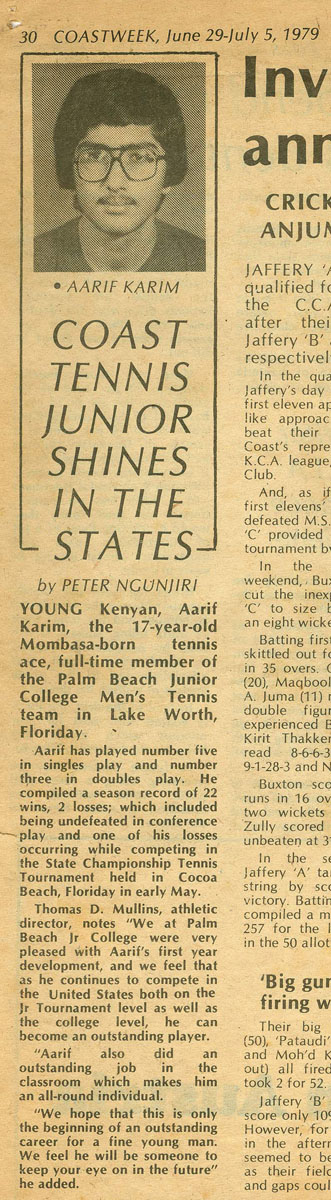 30 COASTWEEK, June 29-July 5, 1979
• AARIF KARIM
COAST
TENNIS
JUNIOR
SHINES
IN THE
STATES
by PETER NGUNJIRI
YOUNG Kenyan, Aarif
Karim, the 17-year-old
Mombasa-born tennis
ace, full-time member of
the Palm Beach Junior
College Men's Tennis
team in Lake Worth,
Floriday.
Aarif has played number five
in singles play and number
three in doubles play. He
compiled a season record of 22
wins, 2 losses; which included
being undefeated in conference
play and one of his losses
occurring while competing in
the State Championship Tennis
Tournament held in Cocoa
Beach, Floriday in early May.
Thomas D. Mullins, athletic
director, notes "We at Palm
Beach Jr College were very
pleased with Aarif's first year
development, and we feel that
as he continues to compete in
the United States both on the
Jr Tournament level as well as
the college level, he can
become an outstanding player.
"Aarif also did an
outstanding job in the
classroom which makes him
an all-round individual.
"We hope that this is only
the beginning of an outstanding
career for a fine young man.
We feel he will be someone to
keep your eye on in the future"
he added.
Inv
ann
CRICK
ANJUM
JAFFERY 'A
qualified fo
the C.C.A
after thei
Jaffery 'B'
respectively
In the qua
Jaffery's day
first eleven ap
like approac
beat their
Coast's repre
K.C.A. league,
Club.
And, as if
first elevens'
defeated M.S.
'C' provided
tournament by
In the
weekend, Bux
cut the inexp
'C' to size b
an eight wicke
Batting first
skittled out fo
in 35 overs.
(20), Maqbool
A. Juma (11)
double figur
experienced B
Kirit Thakker
read 8-6-6-3
9-1-28-3 and N
Buxton sco
runs in 16 ov
two wickets
Zully scored
unbeaten at 3
In the se
Jaffery 'A' ta
string by sco
victory. Battin
compiled a m
257 for the l
in the 50 allot
'Big gun
firing w
Their big
(50), 'Pataudi'
and Moh'd K
out) all fired
took 2 for 52.
Jaffery 'B'
score only 109
However, for
in the aftern
seemed to be
as their field
and gaps coul